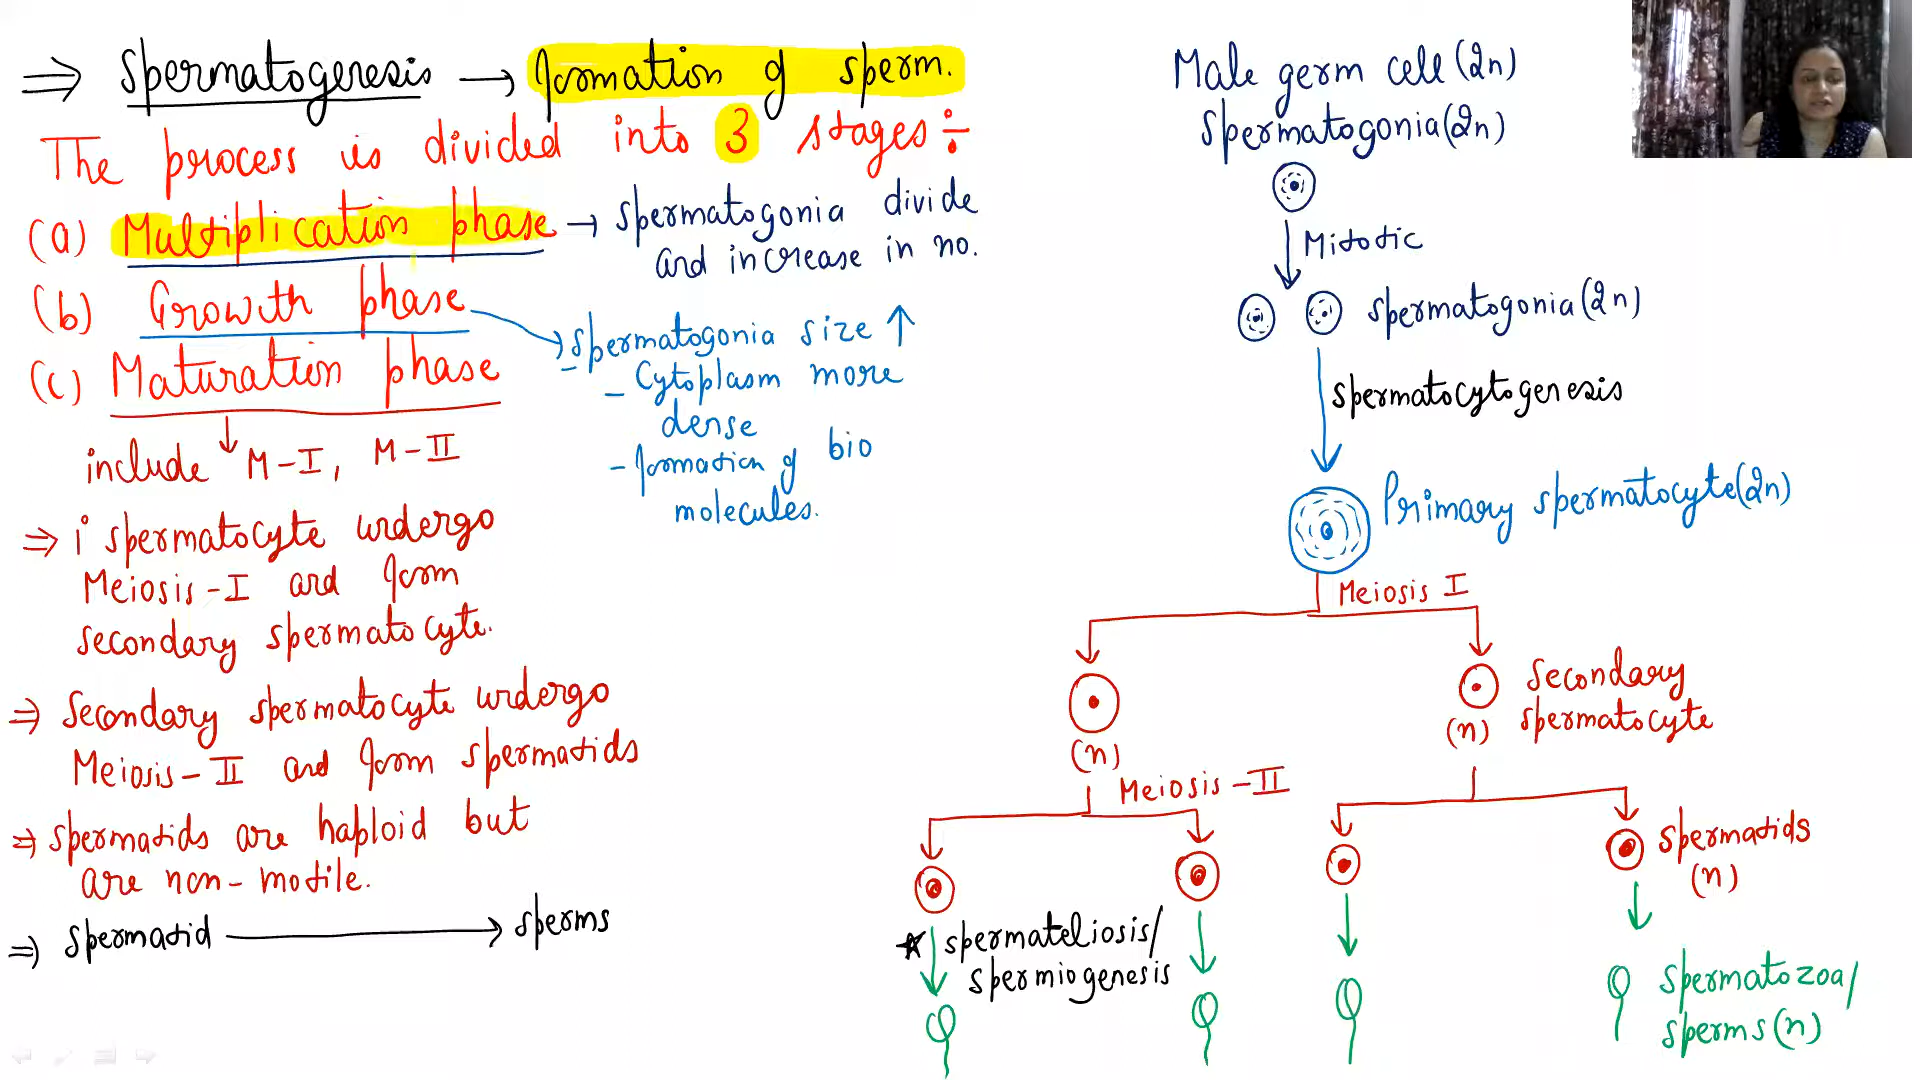 ⇒ Spermatogenesis → formation of sperm.
The process is divided into 3 stages÷
(a) Multiplication phase → spermatogonia divide
and increase in no.
(b) Growth phase
→ spermatogonia size ↑
- Cytoplasm more
dense
- formation of bio
molecules.
(c) Maturation phase
↓
include M-I, M-II
⇒ i spermatocyte undergo
Meiosis-I and form
secondary spermatocyte.
⇒ Secondary spermatocyte undergo
Meiosis-II and form spermatids
⇒ spermatids are haploid but
are non-motile.
⇒ spermatid → sperms
Male germ cell (2n)
spermatogonia (2n)
Mitotic
spermatogonia (2n)
spermatocytogenesis
Primary spermatocyte (2n)
Meiosis I
(n)
(n)
Secondary
spermatocyte
Meiosis-II
spermatids
(n)
★ spermateliosis/
spermiogenesis
spermatozoa/
sperms (n)